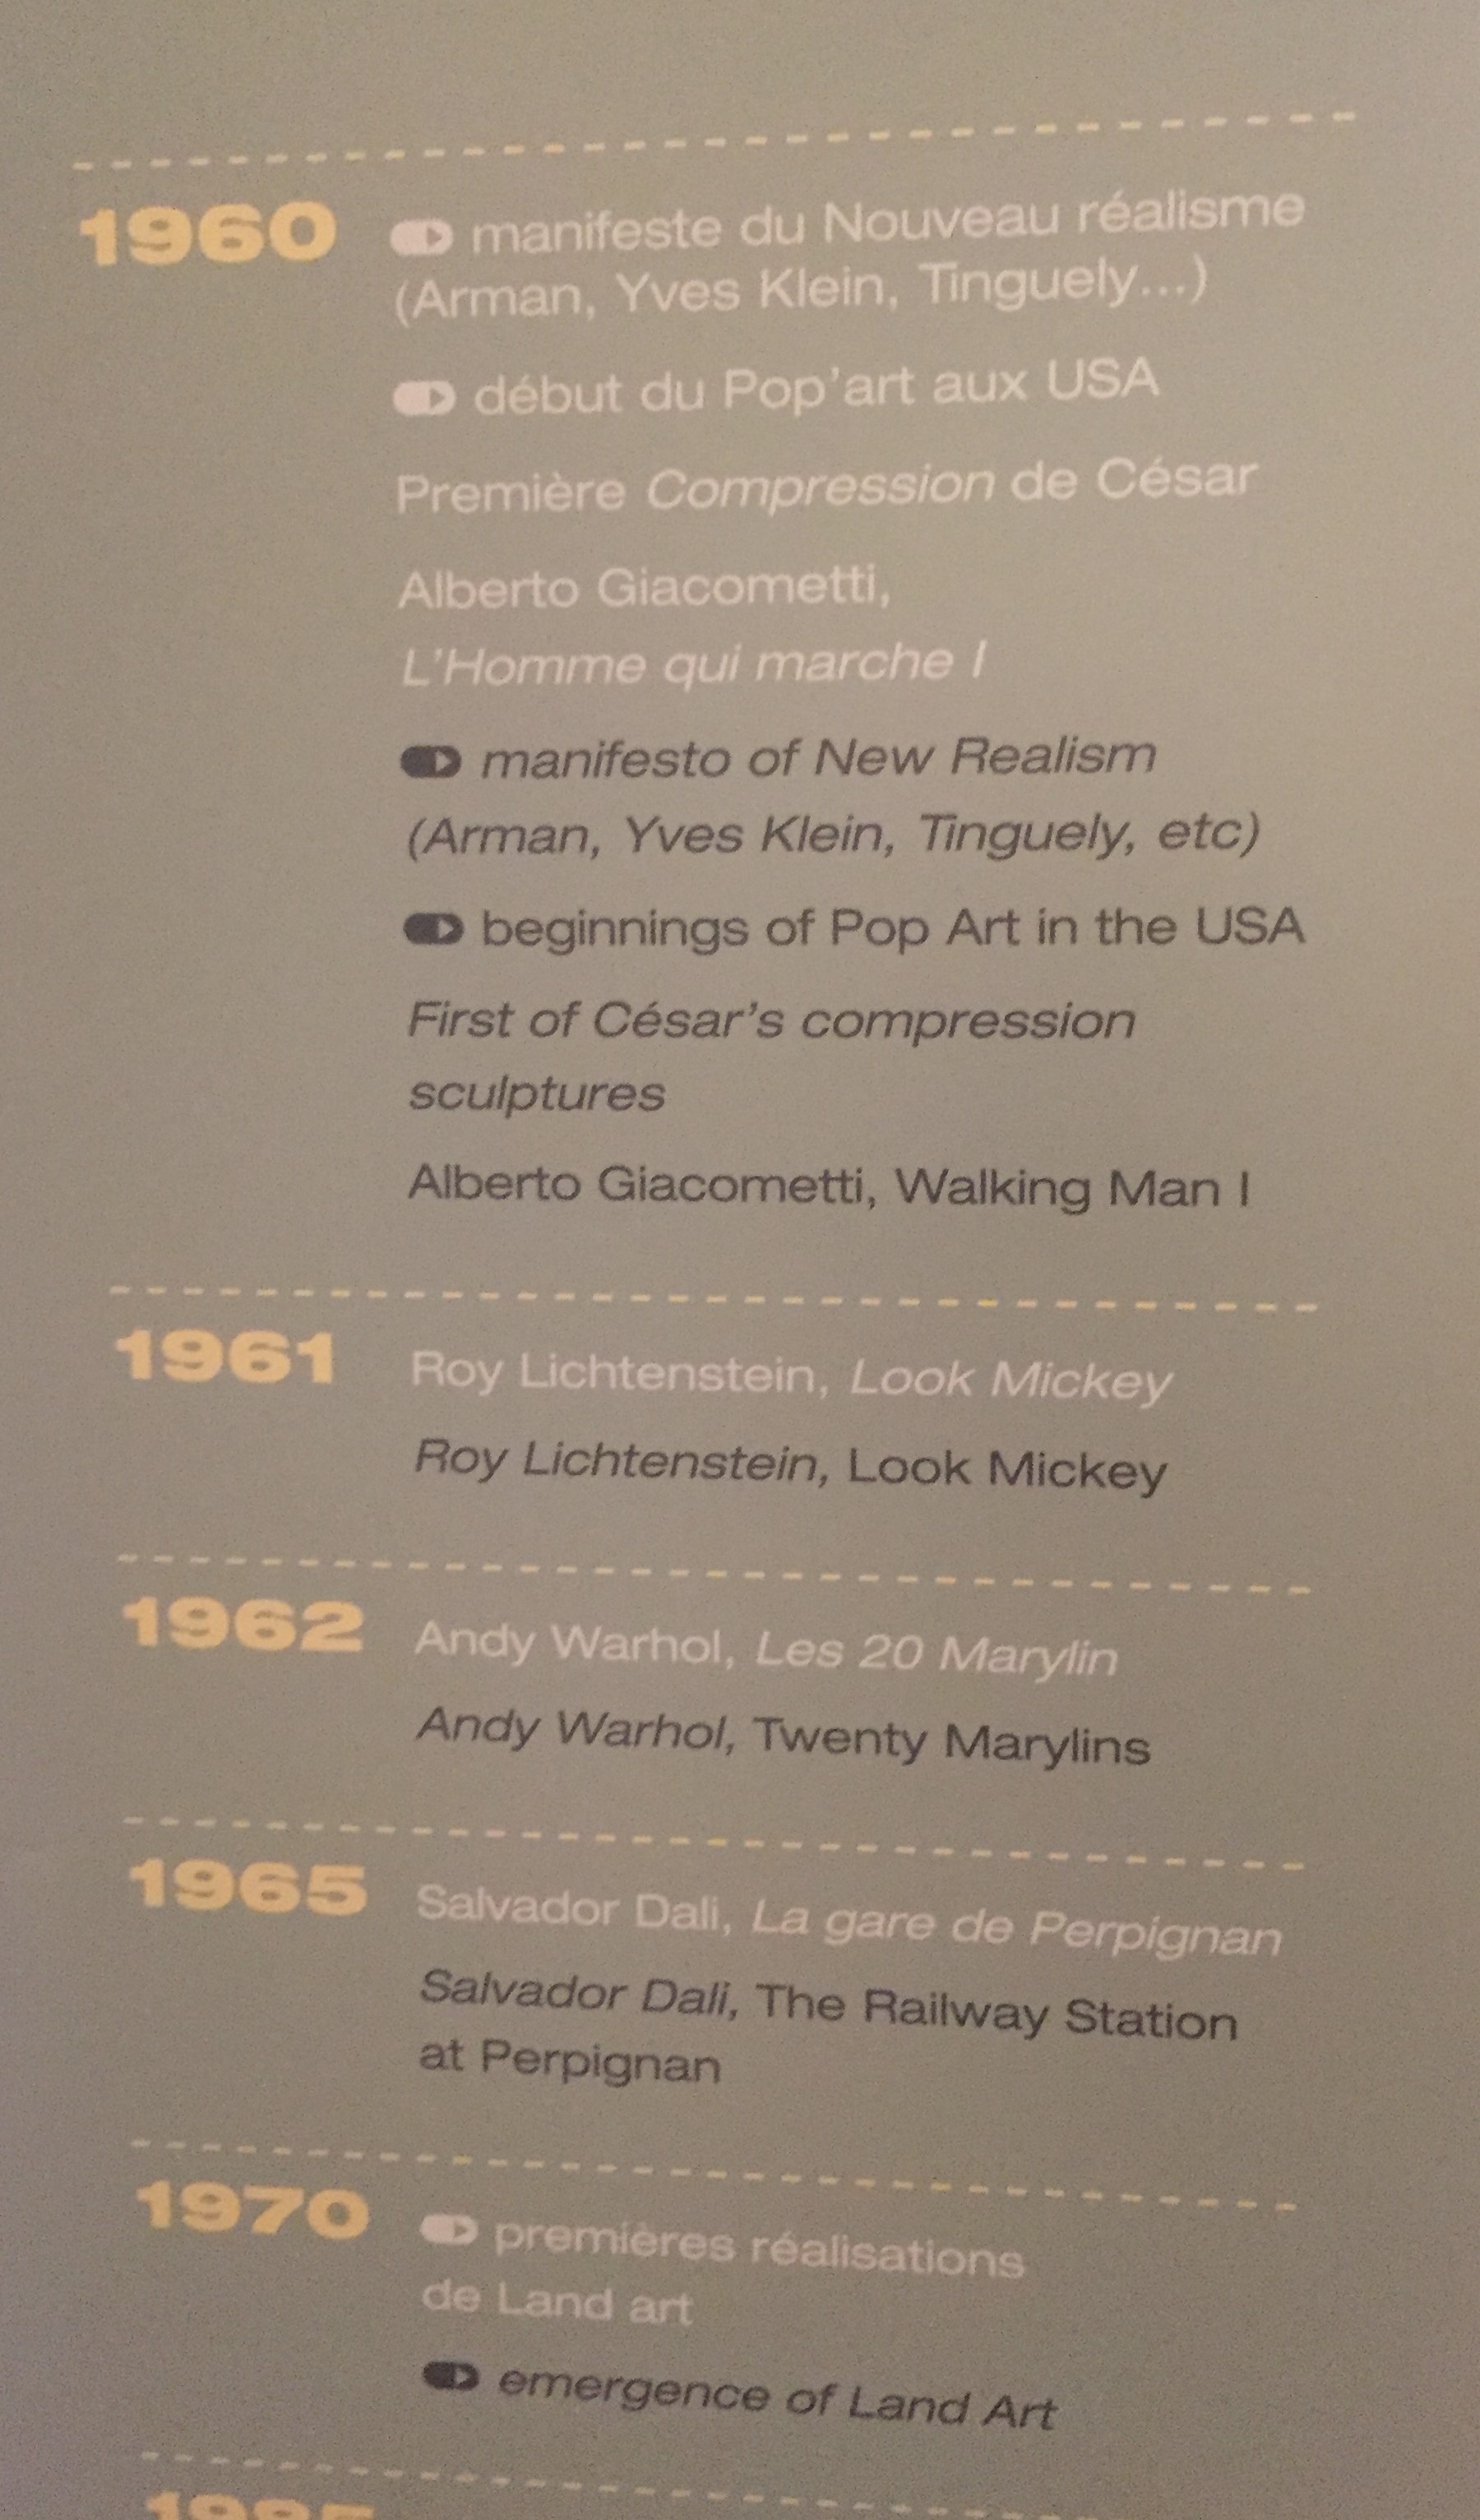 1960 manifeste du Nouveau réalisme
(Arman, Yves Klein, Tinguely...)
début du Pop'art aux USA
Première Compression de César
Alberto Giacometti,
L'Homme qui marche I
manifesto of New Realism
(Arman, Yves Klein, Tinguely, etc)
beginnings of Pop Art in the USA
First of César's compression
sculptures
Alberto Giacometti, Walking Man I
1961 Roy Lichtenstein, Look Mickey
Roy Lichtenstein, Look Mickey
1962 Andy Warhol, Les 20 Marylin
Andy Warhol, Twenty Marylins
1965 Salvador Dali, La gare de Perpignan
Salvador Dali, The Railway Station
at Perpignan
1970 premières réalisations
de Land art
emergence of Land Art